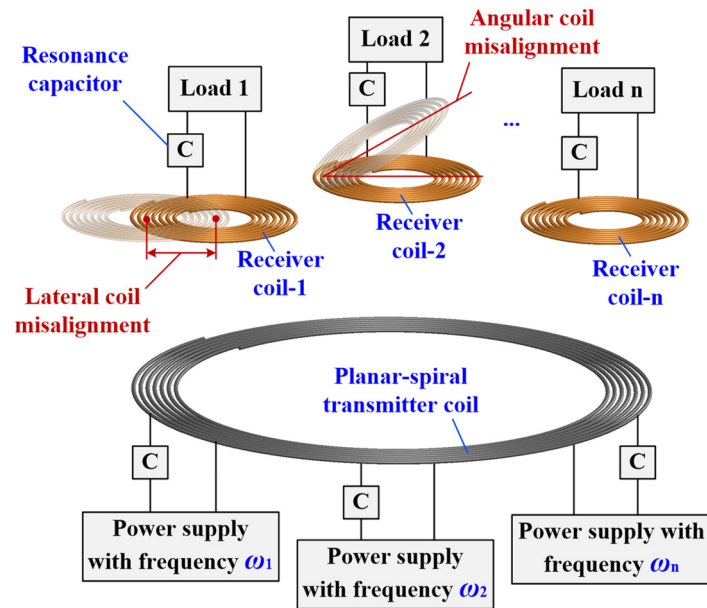 Resonance
capacitor
Load 1
C
Load 2
C
Angular coil
misalignment
...
Load n
C
Receiver
coil-1
Receiver
coil-2
Receiver
coil-n
Lateral coil
misalignment
Planar-spiral
transmitter coil
C
C
C
Power supply
with frequency ω1
Power supply
with frequency ω2
Power supply with
frequency ωn